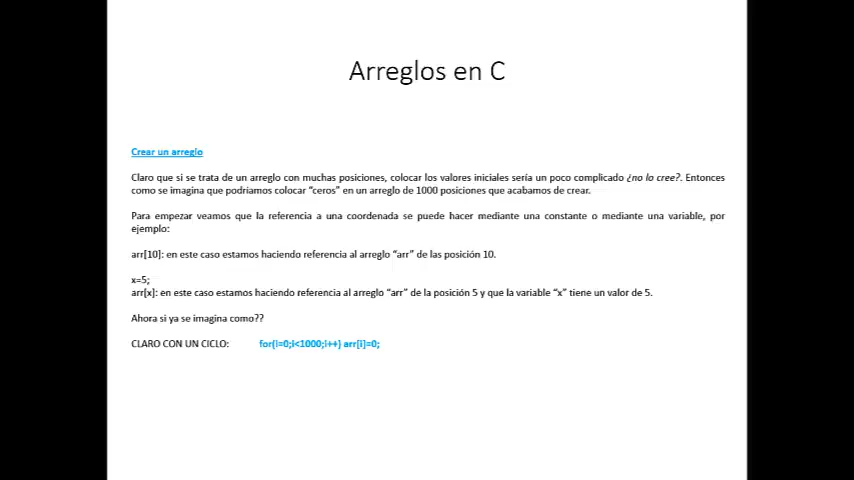 Arreglos en C
Crear un arreglo
Claro que si se trata de un arreglo con muchas posiciones, colocar los valores iniciales sería un poco complicado ¿no lo cree?. Entonces
como se imagina que podríamos colocar “ceros” en un arreglo de 1000 posiciones que acabamos de crear.
Para empezar veamos que la referencia a una coordenada se puede hacer mediante una constante o mediante una variable, por
ejemplo:
arr[10]: en este caso estamos haciendo referencia al arreglo “arr” de las posición 10.
x=5;
arr[x]: en este caso estamos haciendo referencia al arreglo “arr” de la posición 5 y que la variable “x” tiene un valor de 5.
Ahora si ya se imagina como??
CLARO CON UN CICLO: for(i=0;i<1000;i++) arr[i]=0;